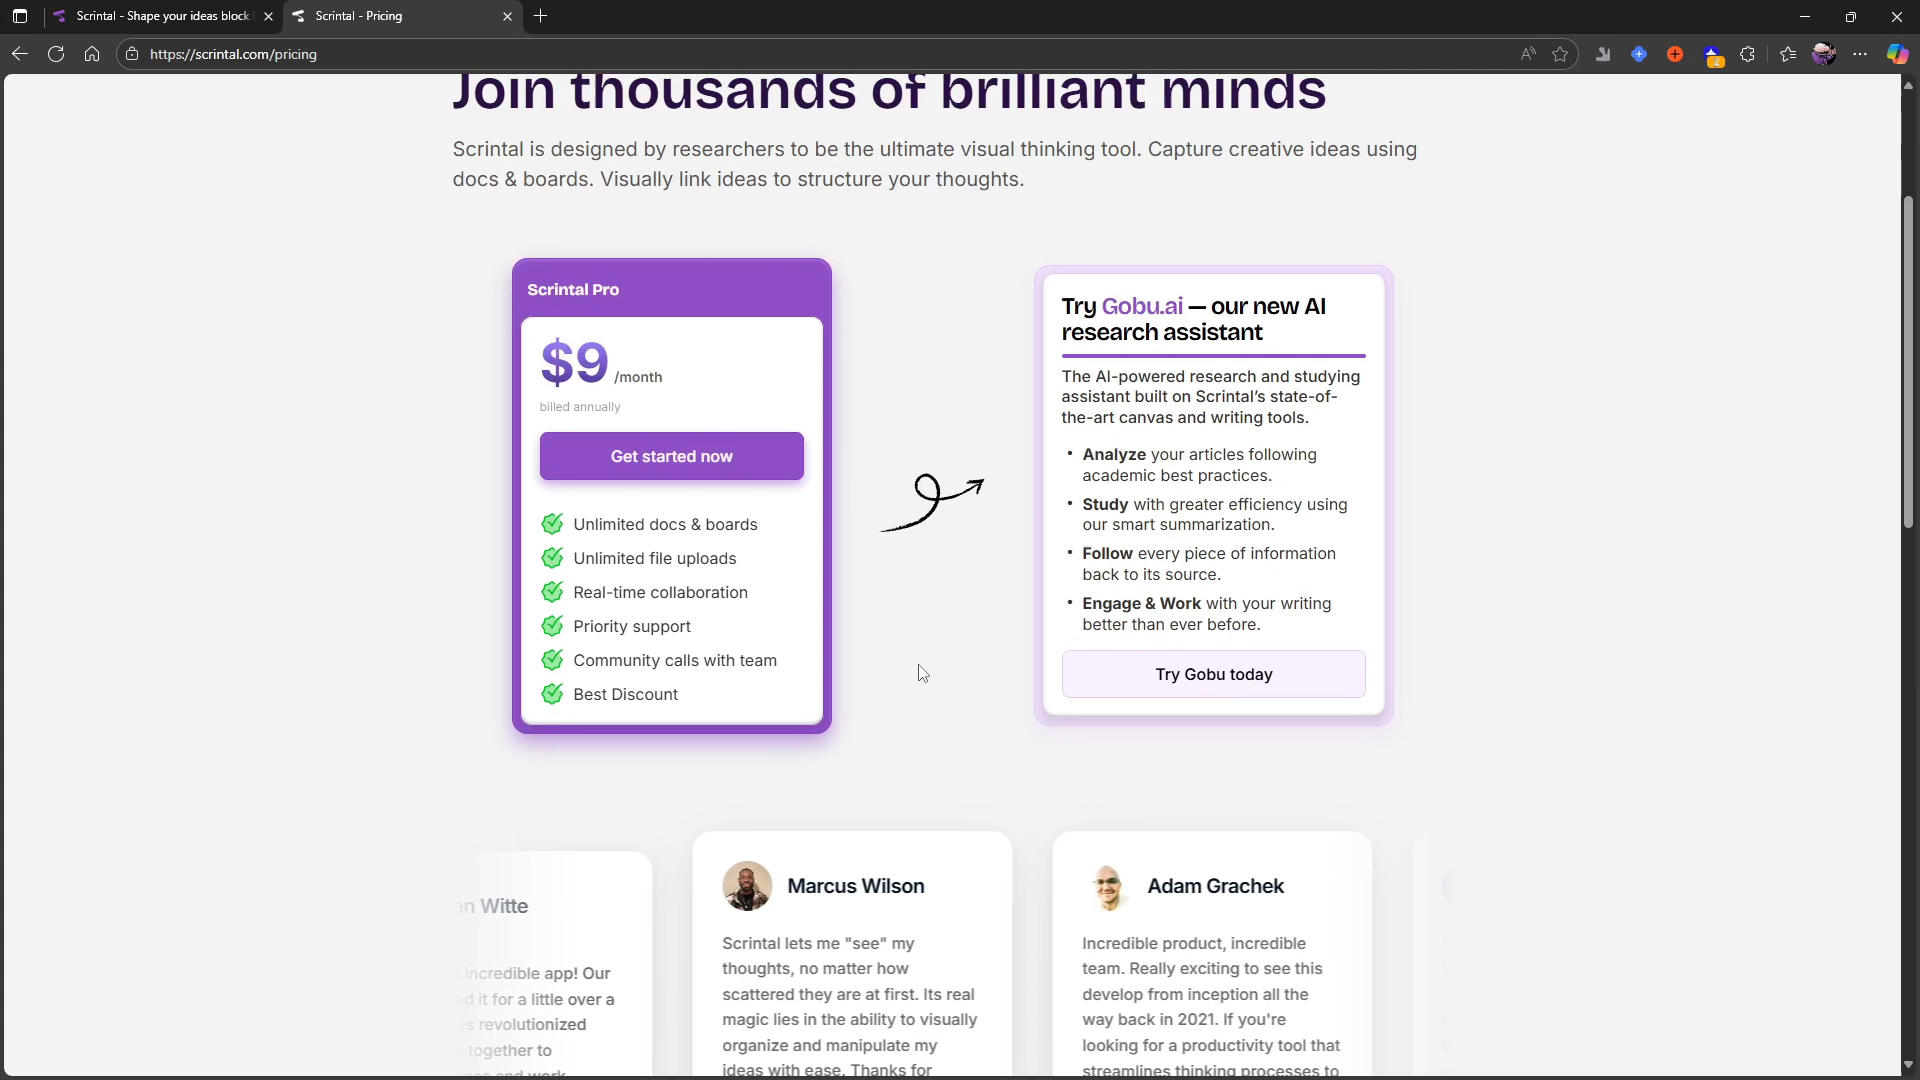 Scrintal - Shape your ideas block
Scrintal - Pricing
https://scrintal.com/pricing
Join thousands of brilliant minds
Scrintal is designed by researchers to be the ultimate visual thinking tool. Capture creative ideas using
docs & boards. Visually link ideas to structure your thoughts.
Scrintal Pro
$9 /month
billed annually
Get started now
Unlimited docs & boards
Unlimited file uploads
Real-time collaboration
Priority support
Community calls with team
Best Discount
Try Gobu.ai — our new AI
research assistant
The AI-powered research and studying
assistant built on Scrintal's state-of-
the-art canvas and writing tools.
• Analyze your articles following
academic best practices.
• Study with greater efficiency using
our smart summarization.
• Follow every piece of information
back to its source.
• Engage & Work with your writing
better than ever before.
Try Gobu today
Witte
incredible app! Our
it for a little over a
revolutionized
together to
and work
Marcus Wilson
Scrintal lets me "see" my
thoughts, no matter how
scattered they are at first. Its real
magic lies in the ability to visually
organize and manipulate my
ideas with ease. Thanks for
Adam Grachek
Incredible product, incredible
team. Really exciting to see this
develop from inception all the
way back in 2021. If you're
looking for a productivity tool that
streamlines thinking processes to